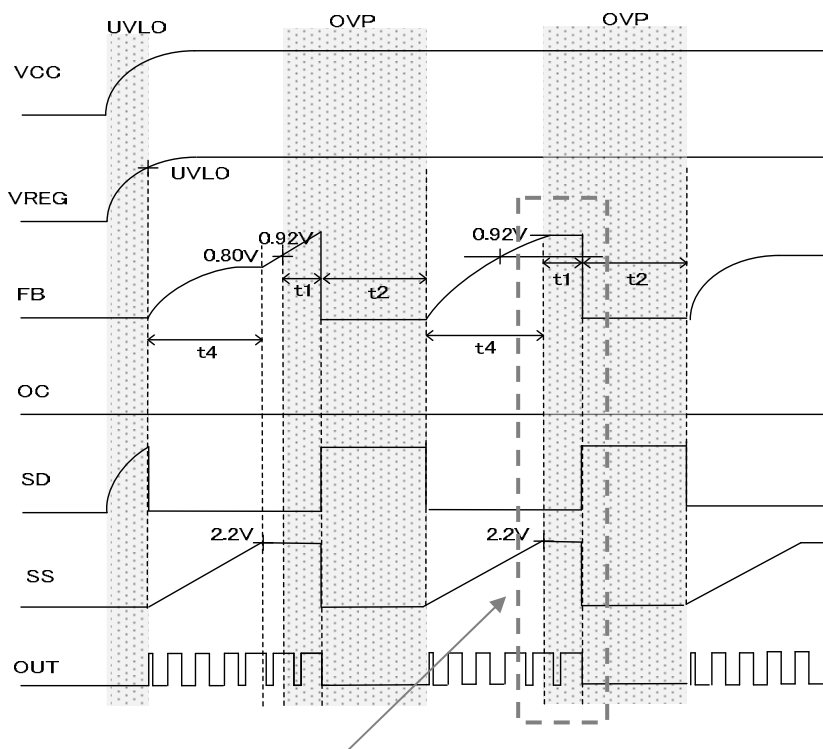 UVLO
OVP
OVP
VCC
VREG
UVLO
0.92V
0.80V
0.92V
FB
t1
t2
t1
t2
t4
t4
OC
SD
2.2V
2.2V
SS
OUT